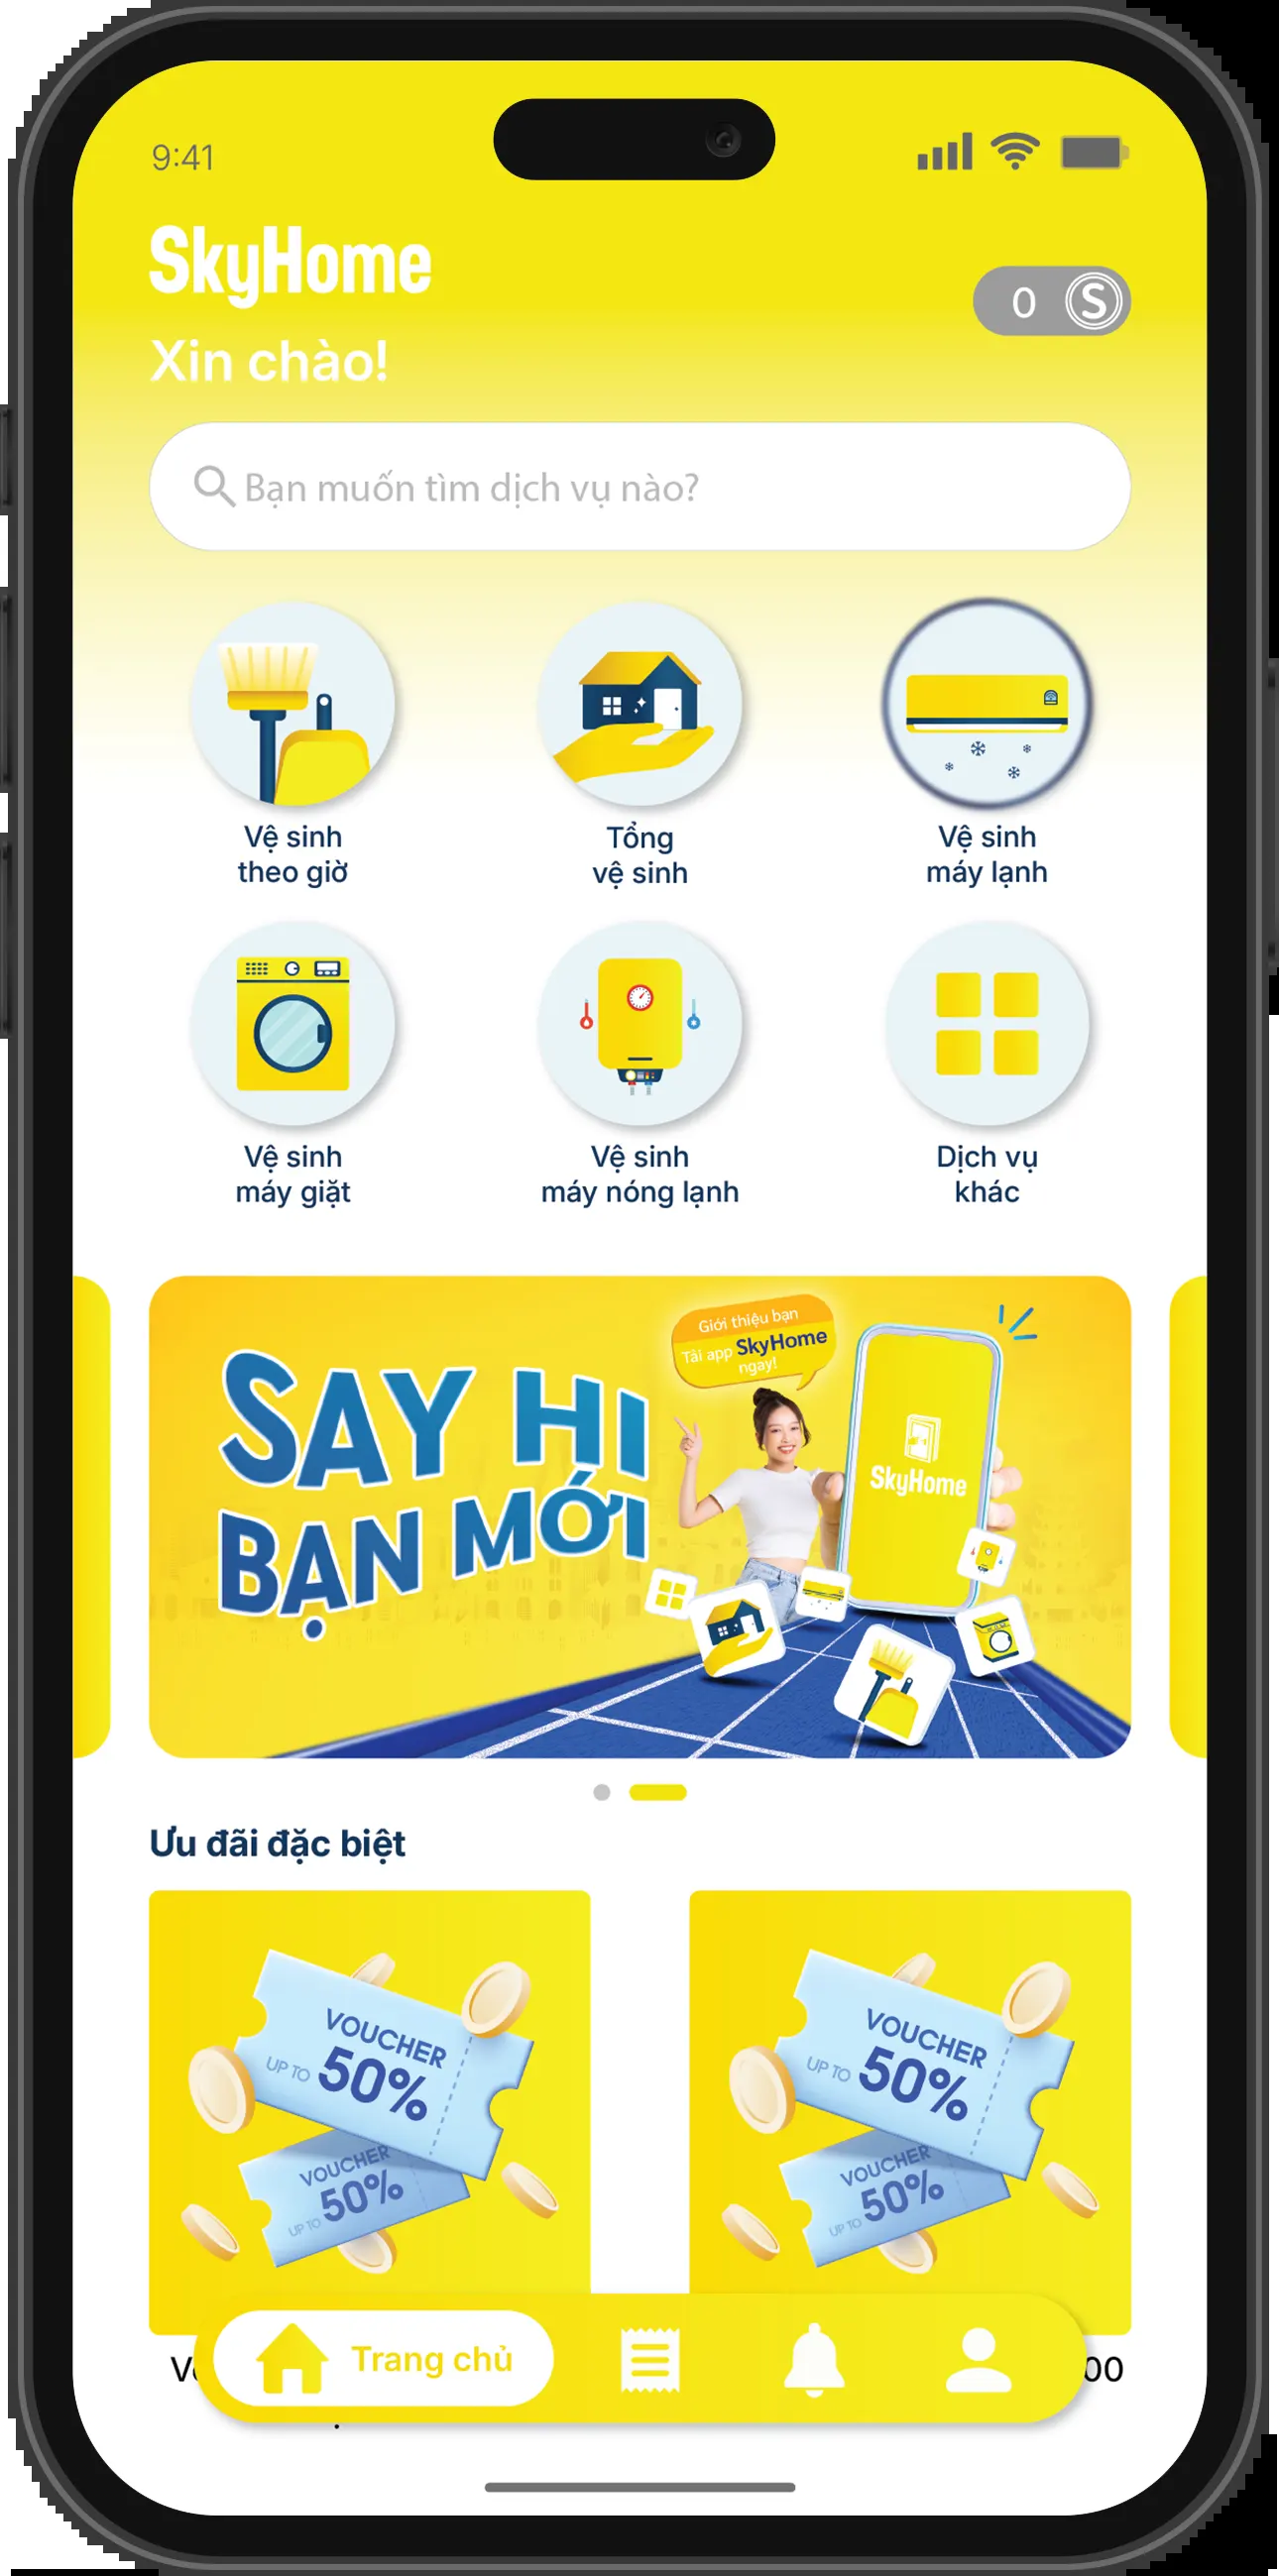 9:41
SkyHome
0 S
Xin chào!
Bạn muốn tìm dịch vụ nào?
Vệ sinh
theo giờ
Tổng
vệ sinh
Vệ sinh
máy lạnh
Vệ sinh
máy giặt
Vệ sinh
máy nóng lạnh
Dịch vụ
khác
SAY HI
BẠN MỚI
Giới thiệu bạn
Tải app SkyHome
ngay!
SkyHome
Ưu đãi đặc biệt
VOUCHER
UP TO 50%
VOUCHER
UP TO 50%
VOUCHER
UP TO 50%
VOUCHER
UP TO 50%
Trang chủ
00